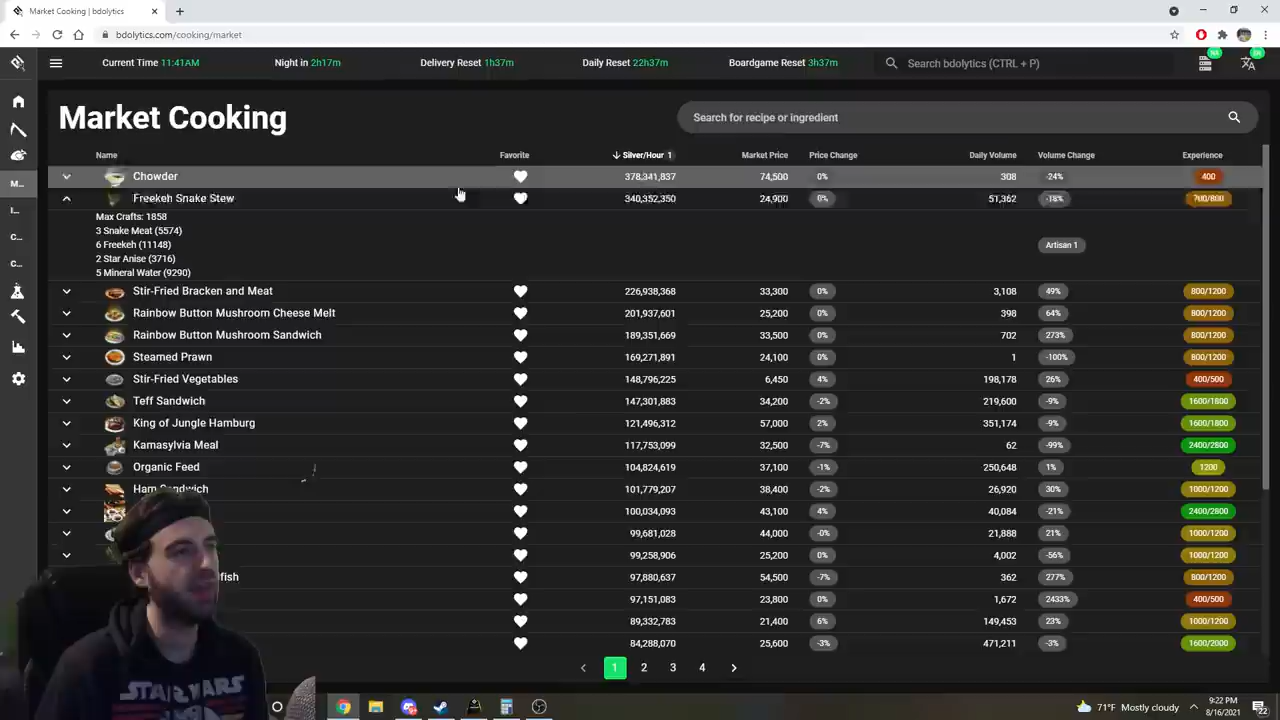 Market Cooking | bdolytics
bdolytics.com/cooking/market
Current Time 11:41AM Night in 2h17m Delivery Reset 1h37m Daily Reset 22h37m Boardgame Reset 3h37m Search bdolytics (CTRL + P)
Market Cooking
Search for recipe or ingredient
Name Favorite Silver/Hour 1 Market Price Price Change Daily Volume Volume Change Experience
Chowder 378,341,837 74,500 0% 308 -24% 400
Freekeh Snake Stew 340,352,350 24,900 0% 51,362 -18% 700/800
Max Crafts: 1858
3 Snake Meat (5574)
6 Freekeh (11148) Artisan 1
2 Star Anise (3716)
5 Mineral Water (9290)
Stir-Fried Bracken and Meat 226,938,368 33,300 0% 3,108 49% 800/1200
Rainbow Button Mushroom Cheese Melt 201,937,601 25,200 0% 398 64% 800/1200
Rainbow Button Mushroom Sandwich 189,351,669 33,500 0% 702 273% 800/1200
Steamed Prawn 169,271,891 24,100 0% 1 -100% 800/1200
Stir-Fried Vegetables 148,796,225 6,450 4% 198,178 26% 400/500
Teff Sandwich 147,301,883 34,200 -2% 219,600 -9% 1600/1800
King of Jungle Hamburg 121,496,312 57,000 2% 351,174 -9% 1600/1800
Kamasylvia Meal 117,753,099 32,500 -7% 62 -99% 2400/2800
Organic Feed 104,824,619 37,100 -1% 250,648 1% 1200
Ham Sandwich 101,779,207 38,400 -2% 26,920 30% 1000/1200
100,034,093 43,100 4% 40,084 -21% 2400/2800
99,681,028 44,000 -0% 21,888 21% 1000/1200
99,258,906 25,200 0% 4,002 -56% 1000/1200
fish 97,880,637 54,500 -7% 362 277% 800/1200
97,151,083 23,800 0% 1,672 2433% 400/500
89,332,783 21,400 6% 149,453 23% 1000/1200
84,288,070 25,600 -3% 471,211 -3% 1600/2000
1 2 3 4
STAR WARS
71°F Mostly cloudy
9:22 PM
8/16/2021
22